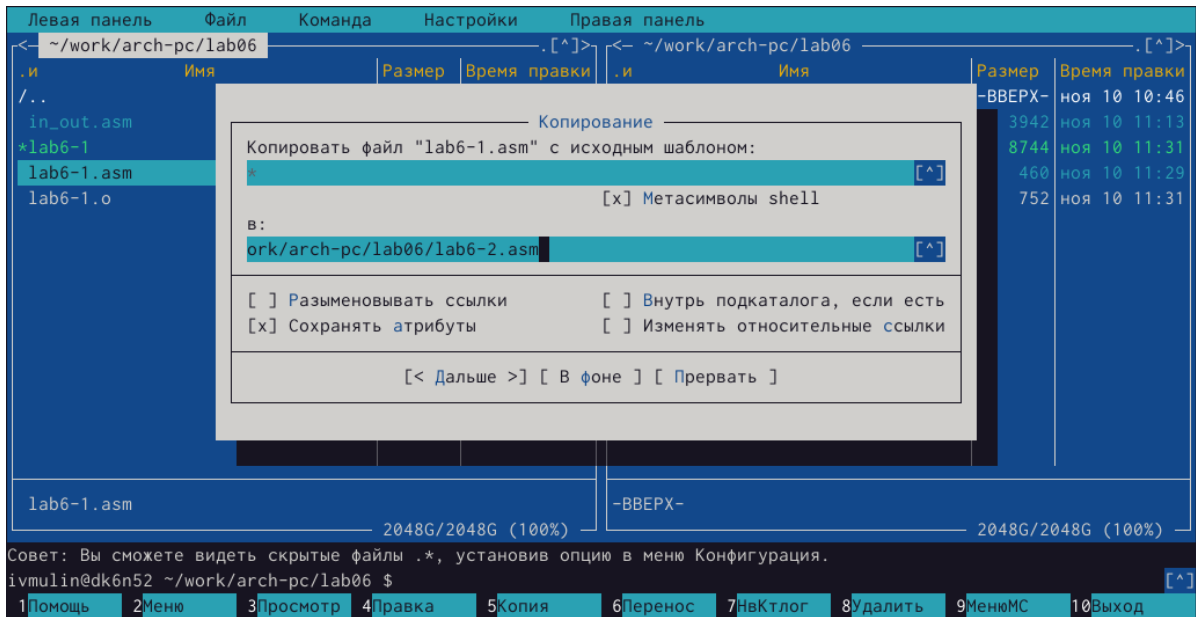 Левая панель Файл Команда Настройки Правая панель
<– ~/work/arch-pc/lab06 .[^]> <– ~/work/arch-pc/lab06 .[^]>
.и Имя Размер Время правки .и Имя Размер Время правки
/.. -ВВЕРХ- ноя 10 10:46
in_out.asm 3942 ноя 10 11:13
*lab6-1 8744 ноя 10 11:31
lab6-1.asm 460 ноя 10 11:29
lab6-1.o 752 ноя 10 11:31
Копирование
Копировать файл "lab6-1.asm" с исходным шаблоном:
* [^]
[x] Метасимволы shell
в:
ork/arch-pc/lab06/lab6-2.asm [^]
[ ] Разыменовывать ссылки [ ] Внутрь подкаталога, если есть
[x] Сохранять атрибуты [ ] Изменять относительные ссылки
[< Дальше >] [ В фоне ] [ Прервать ]
lab6-1.asm -ВВЕРХ-
2048G/2048G (100%) 2048G/2048G (100%)
Совет: Вы сможете видеть скрытые файлы .*, установив опцию в меню Конфигурация.
ivmulin@dk6n52 ~/work/arch-pc/lab06 $ [^]
1Помощь 2Меню 3Просмотр 4Правка 5Копия 6Перенос 7НвКтлог 8Удалить 9МенюMC 10Выход